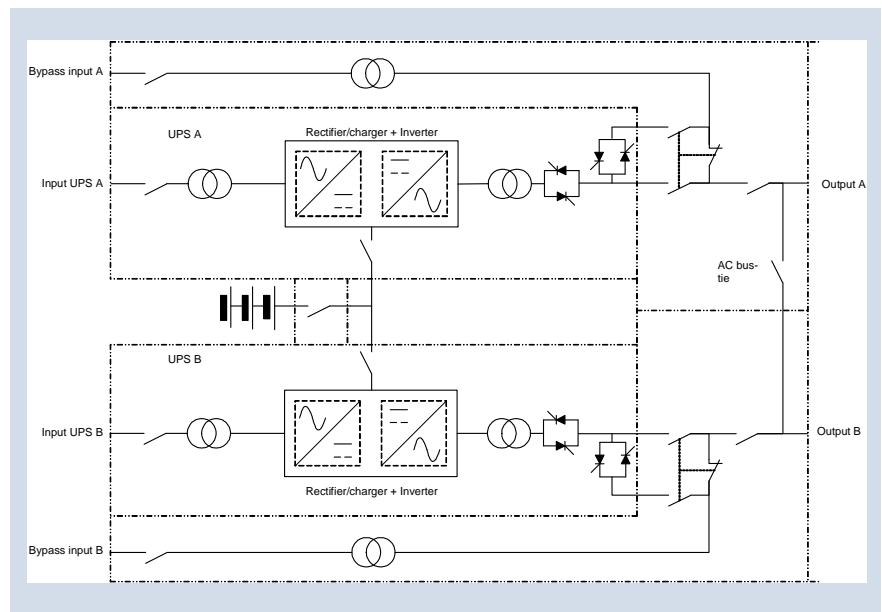 Bypass input A
UPS A
Rectifier/charger + Inverter
Input UPS A
Output A
AC bus-
tie
UPS B
Input UPS B
Output B
Rectifier/charger + Inverter
Bypass input B